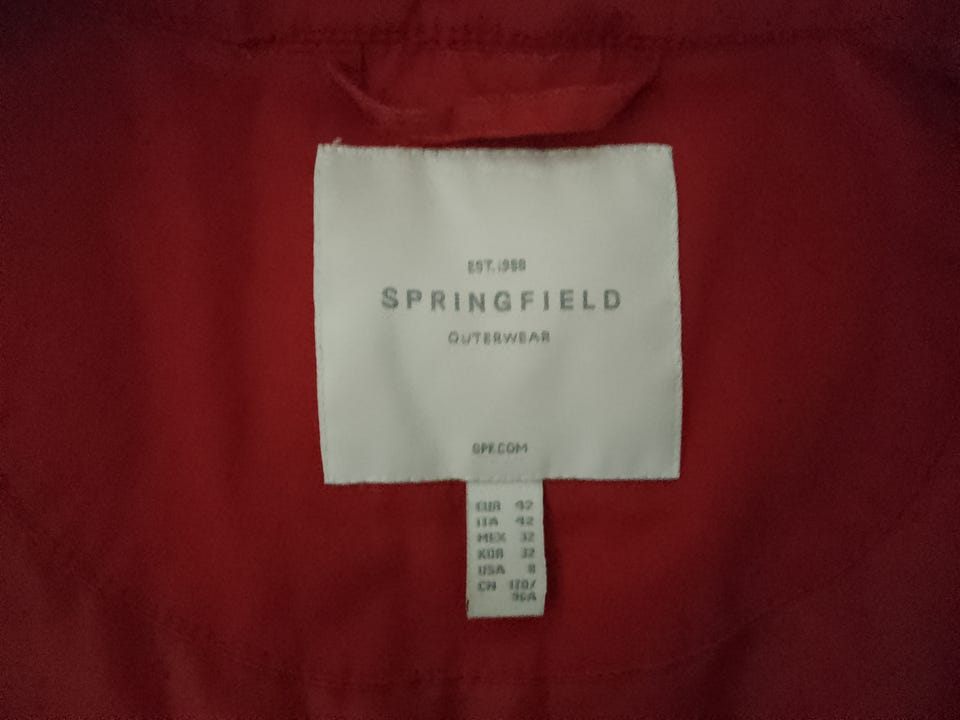 EST. 1988
SPRINGFIELD
OUTERWEAR
SPF.COM
EUR 42
ITA 42
MEX 32
KOR 32
USA 8
CN 170/
96A